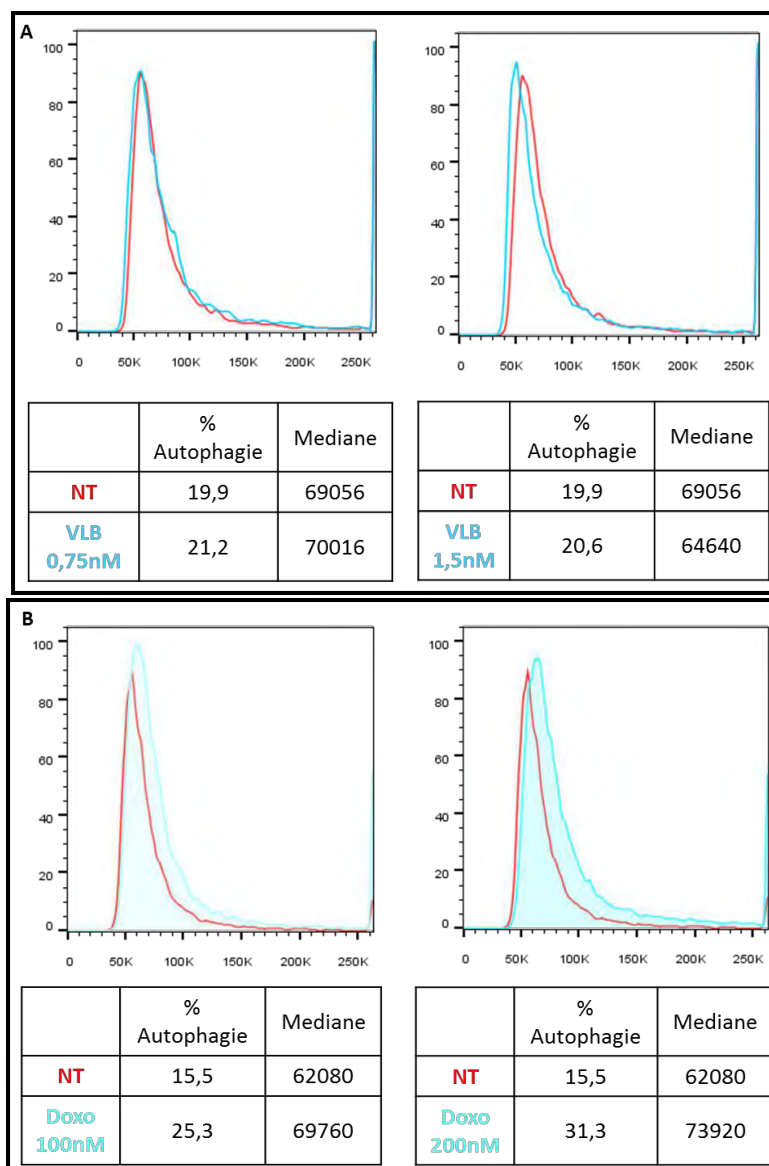 A
100
80
60
40
20
0
0 50K 100K 150K 200K 250K
100
80
60
40
20
0
0 50K 100K 150K 200K 250K
% Autophagie Mediane
NT 19,9 69056
VLB 0,75nM 21,2 70016
% Autophagie Mediane
NT 19,9 69056
VLB 1,5nM 20,6 64640
B
100
80
60
40
20
0
0 50K 100K 150K 200K 250K
100
80
60
40
20
0
0 50K 100K 150K 200K 250K
% Autophagie Mediane
NT 15,5 62080
Doxo 100nM 25,3 69760
% Autophagie Mediane
NT 15,5 62080
Doxo 200nM 31,3 73920